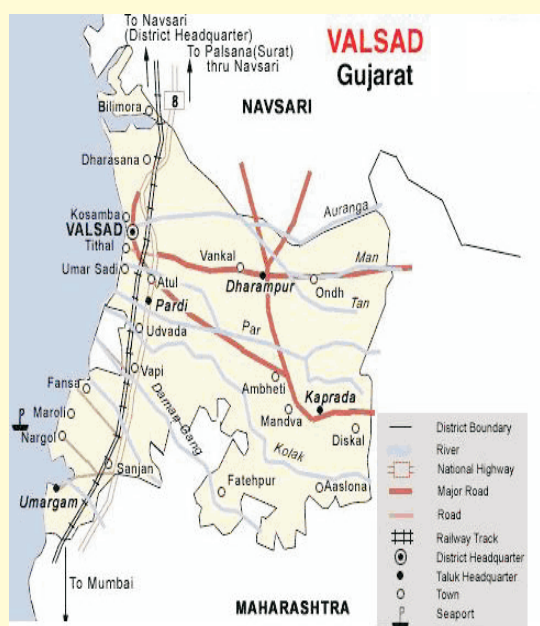 To Navsari
(District Headquarter)
To Palsana(Surat)
thru Navsari
VALSAD
Gujarat
8
NAVSARI
Bilimora
Dharasana
Kosamba
VALSAD
Tithal
Umar Sadi
Atul
Pardi
Udvada
Vapi
Fansa
Maroli
Nargol
Sanjan
Umargam
Vankal
Dharampur
Ondh
Auranga
Man
Tan
Par
Ambheti
Kaprada
Mandva
Diskal
Daman-Gang
Kolak
Fatehpur
Aaslona
To Mumbai
MAHARASHTRA
District Boundary
River
National Highway
Major Road
Road
Railway Track
District Headquarter
Taluk Headquarter
Town
Seaport